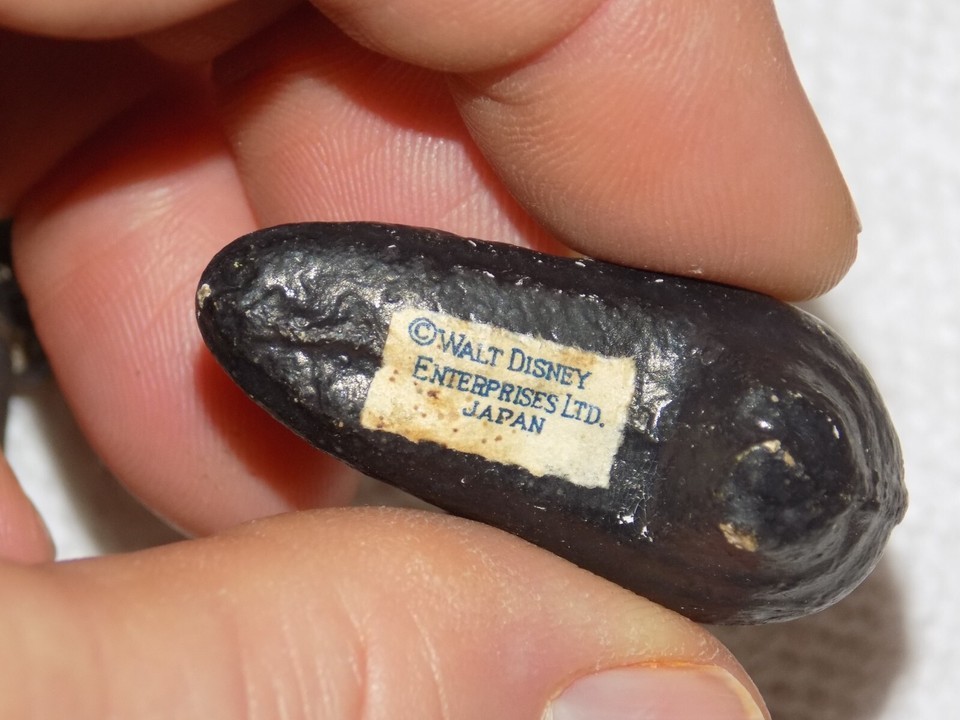 ©WALT DISNEY
ENTERPRISES LTD.
JAPAN